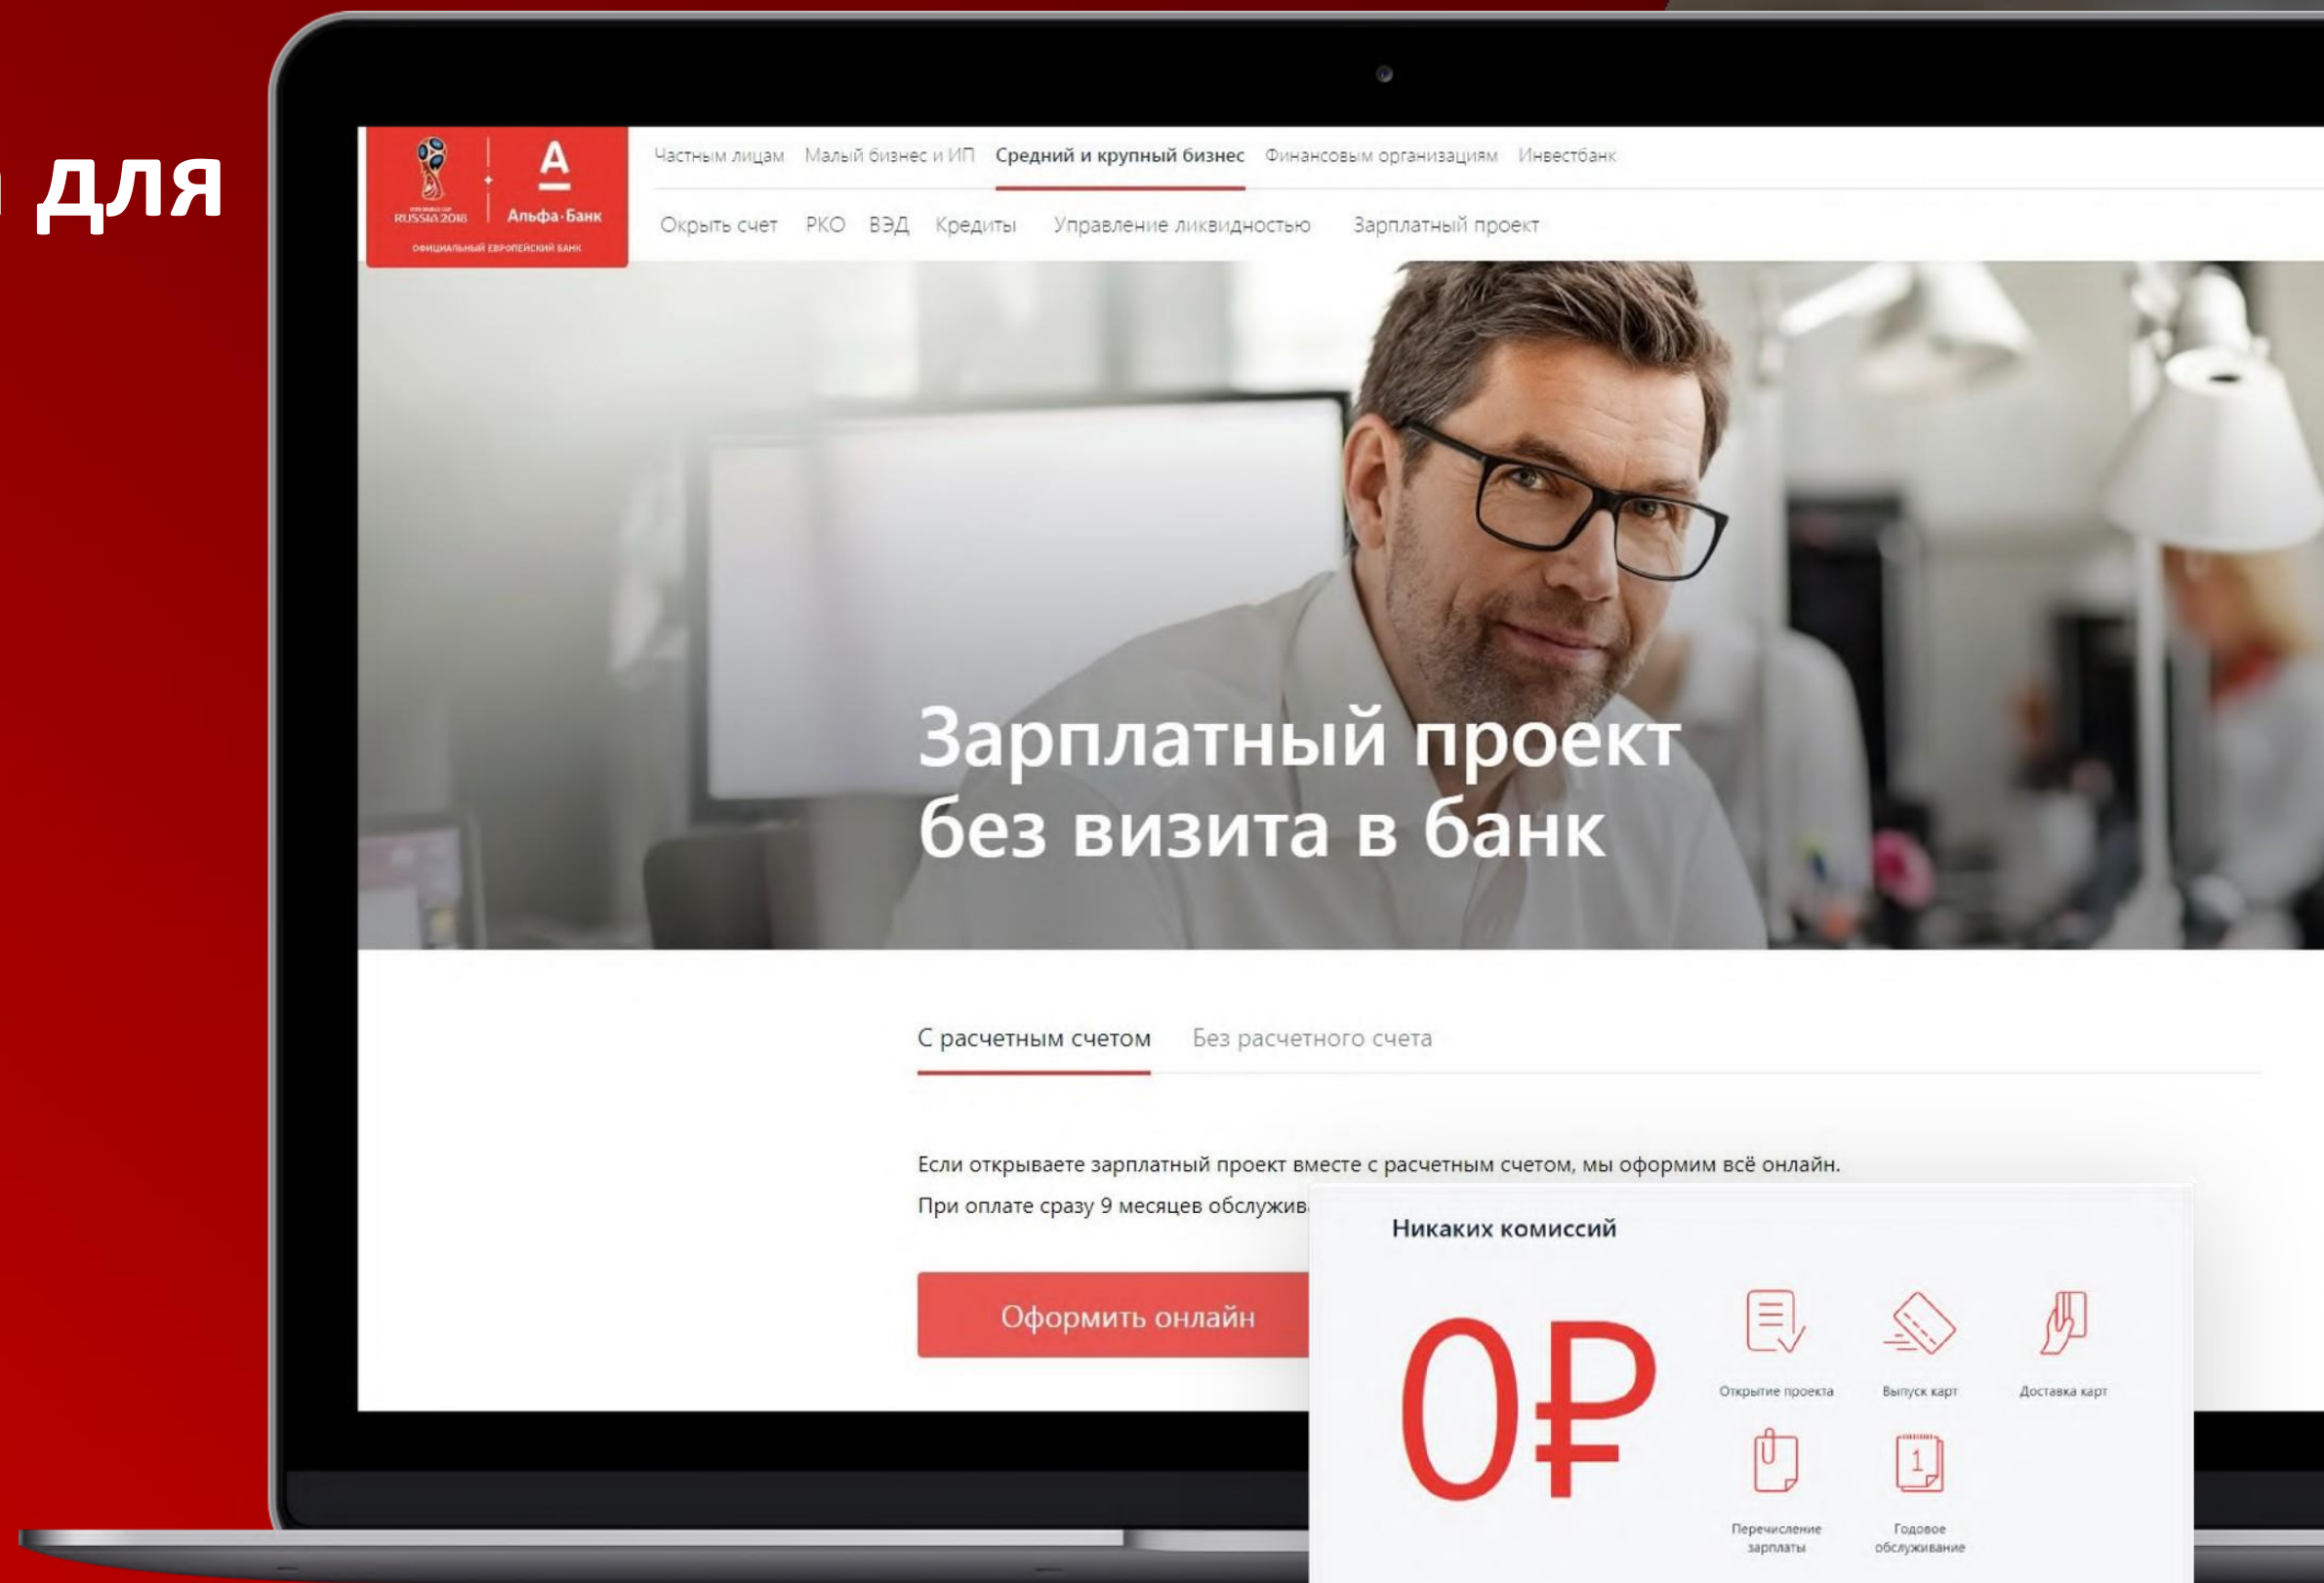 для
RUSSIA 2018
Альфа·Банк
ОФИЦИАЛЬНЫЙ ЕВРОПЕЙСКИЙ БАНК
Частным лицам Малый бизнес и ИП Средний и крупный бизнес Финансовым организациям Инвестбанк
Окрыть счет РКО ВЭД Кредиты Управление ликвидностью Зарплатный проект
Зарплатный проект
без визита в банк
С расчетным счетом Без расчетного счета
Если открываете зарплатный проект вместе с расчетным счетом, мы оформим всё онлайн.
При оплате сразу 9 месяцев обслужив
Оформить онлайн
Никаких комиссий
0₽
Открытие проекта Выпуск карт Доставка карт
Перечисление
зарплаты
1
Годовое
обслуживание